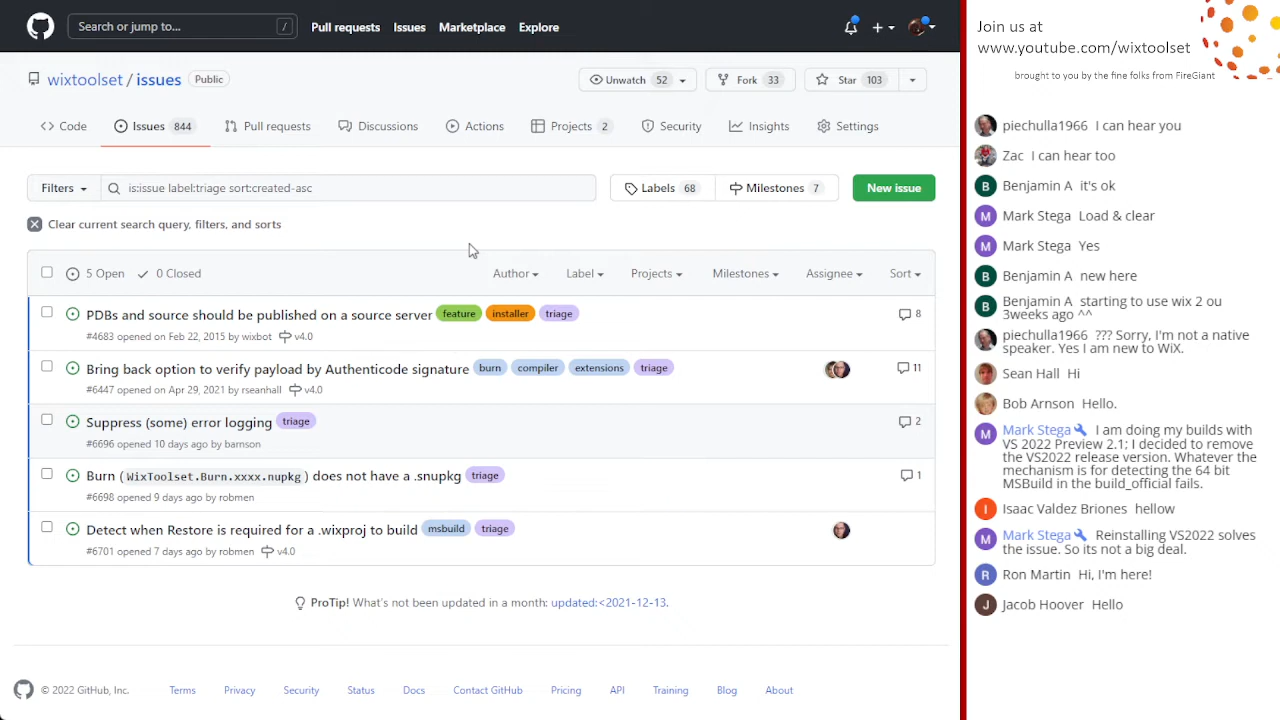 Search or jump to...
/
Pull requests
Issues
Marketplace
Explore
wixtoolset / issues
Public
Unwatch 52
Fork 33
Star 103
Code
Issues 844
Pull requests
Discussions
Actions
Projects 2
Security
Insights
Settings
Filters
is:issue label:triage sort:created-asc
Labels 68
Milestones 7
New issue
Clear current search query, filters, and sorts
5 Open
0 Closed
Author
Label
Projects
Milestones
Assignee
Sort
PDBs and source should be published on a source server feature installer triage
8
#4683 opened on Feb 22, 2015 by wixbot v4.0
Bring back option to verify payload by Authenticode signature burn compiler extensions triage
11
#6447 opened on Apr 29, 2021 by rseanhall v4.0
Suppress (some) error logging triage
2
#6696 opened 10 days ago by barnson
Burn ( WixToolset.Burn.xxxx.nupkg ) does not have a .snupkg triage
1
#6698 opened 9 days ago by robmen
Detect when Restore is required for a .wixproj to build msbuild triage
#6701 opened 7 days ago by robmen v4.0
ProTip! What's not been updated in a month: updated:<2021-12-13.
© 2022 GitHub, Inc.
Terms
Privacy
Security
Status
Docs
Contact GitHub
Pricing
API
Training
Blog
About
Join us at
www.youtube.com/wixtoolset
brought to you by the fine folks from FireGiant
piechulla1966 I can hear you
Zac I can hear too
B
Benjamin A it's ok
M
Mark Stega Load & clear
M
Mark Stega Yes
B
Benjamin A new here
B
Benjamin A starting to use wix 2 ou
3weeks ago ^^
piechulla1966 ??? Sorry, I'm not a native
speaker. Yes I am new to WiX.
Sean Hall Hi
Bob Arnson Hello.
M
Mark Stega I am doing my builds with
VS 2022 Preview 2.1; I decided to remove
the VS2022 release version. Whatever the
mechanism is for detecting the 64 bit
MSBuild in the build_official fails.
I
Isaac Valdez Briones hellow
M
Mark Stega Reinstalling VS2022 solves
the issue. So its not a big deal.
R
Ron Martin Hi, I'm here!
J
Jacob Hoover Hello